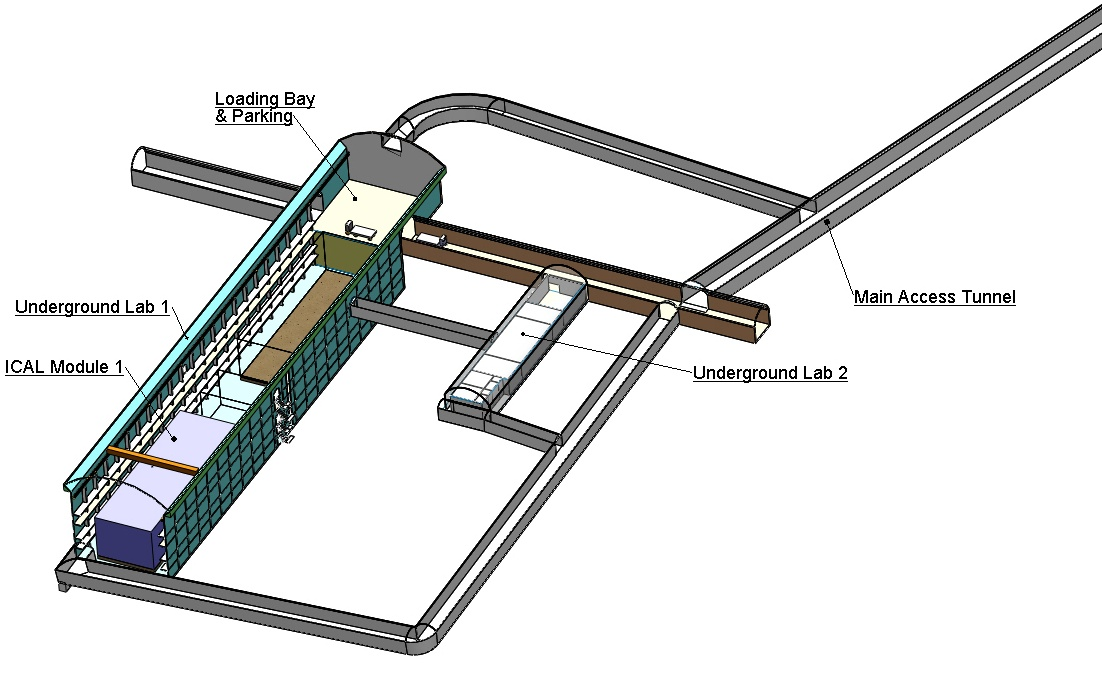 Loading Bay
& Parking
Main Access Tunnel
Underground Lab 1
ICAL Module 1
Underground Lab 2